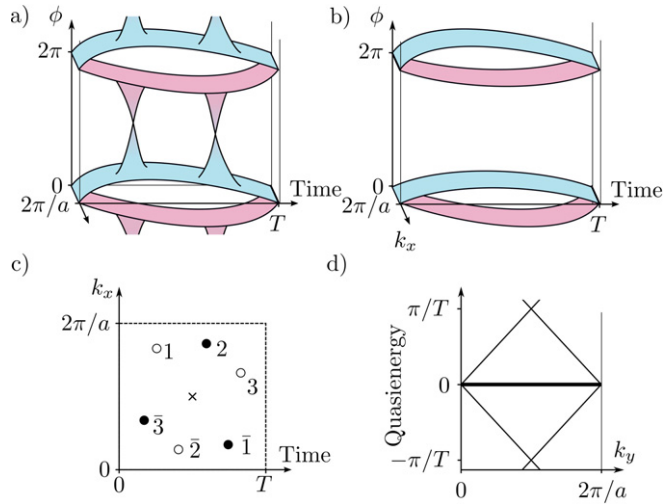 a)
ϕ
2π
0
2π/a
Time
T
b)
ϕ
2π
0
2π/a
k_x
Time
T
c)
k_x
2π/a
1
2
3
3̄
2̄
1̄
0
0
T
Time
d)
Quasienergy
π/T
0
−π/T
k_y
0
2π/a